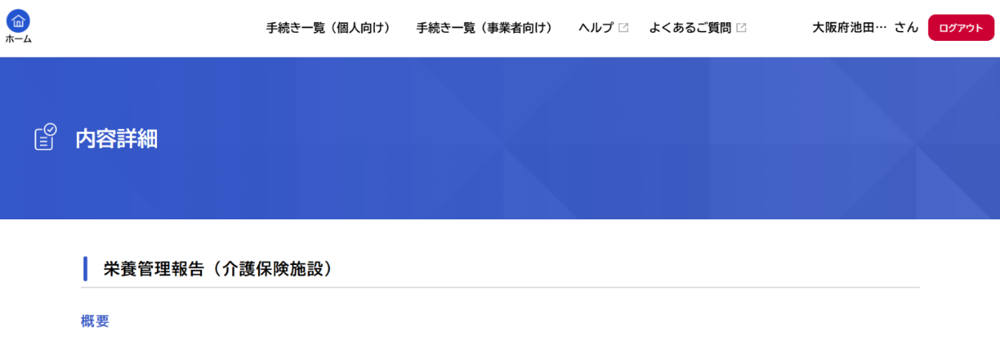 ホーム
手続き一覧（個人向け） 手続き一覧（事業者向け） ヘルプ よくあるご質問 大阪府池田… さん ログアウト
内容詳細
栄養管理報告（介護保険施設）
概要